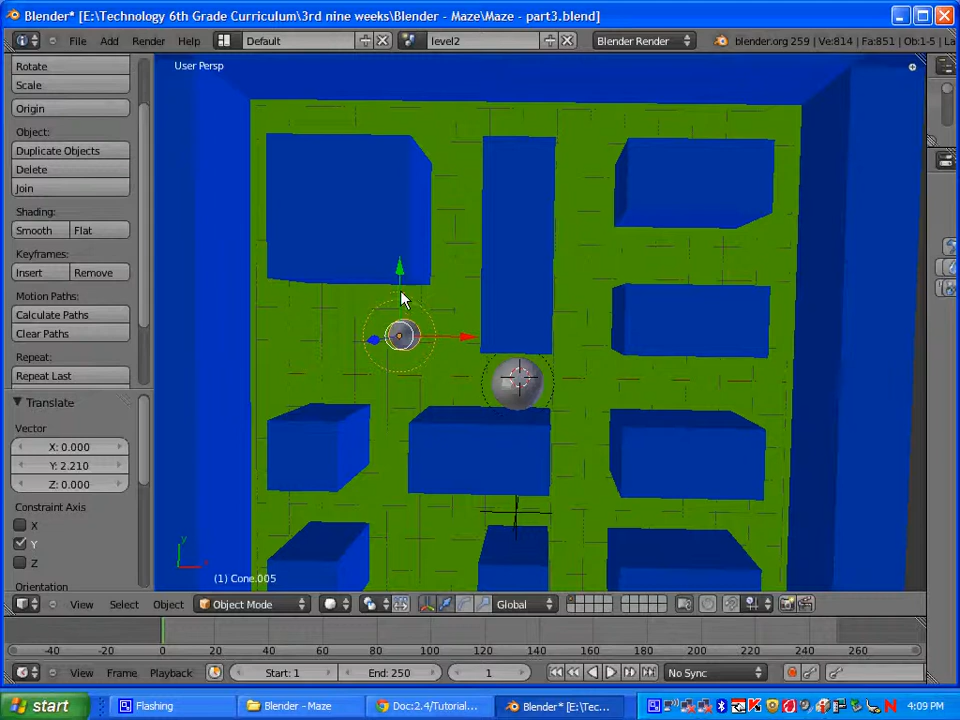 Blender* [E:\Technology 6th Grade Curriculum\3rd nine weeks\Blender - Maze\Maze - part3.blend]
File Add Render Help Default level2 Blender Render blender.org 259 | Ve:814 | Fa:851 | Ob:1-5 | La
Rotate
Scale
Origin
Object:
Duplicate Objects
Delete
Join
Shading:
Smooth Flat
Keyframes:
Insert Remove
Motion Paths:
Calculate Paths
Clear Paths
Repeat:
Repeat Last
Translate
Vector
X: 0.000
Y: 2.210
Z: 0.000
Constraint Axis
X
Y
Z
Orientation
User Persp
y
(1) Cone.005
View Select Object Object Mode Global
-40 -20 0 20 40 60 80 100 120 140 160 180 200 220 240 260
View Frame Playback Start: 1 End: 250 1 No Sync
start Flashing Blender - Maze Doc:2.4/Tutorial... Blender* [E:\Tec... 4:09 PM